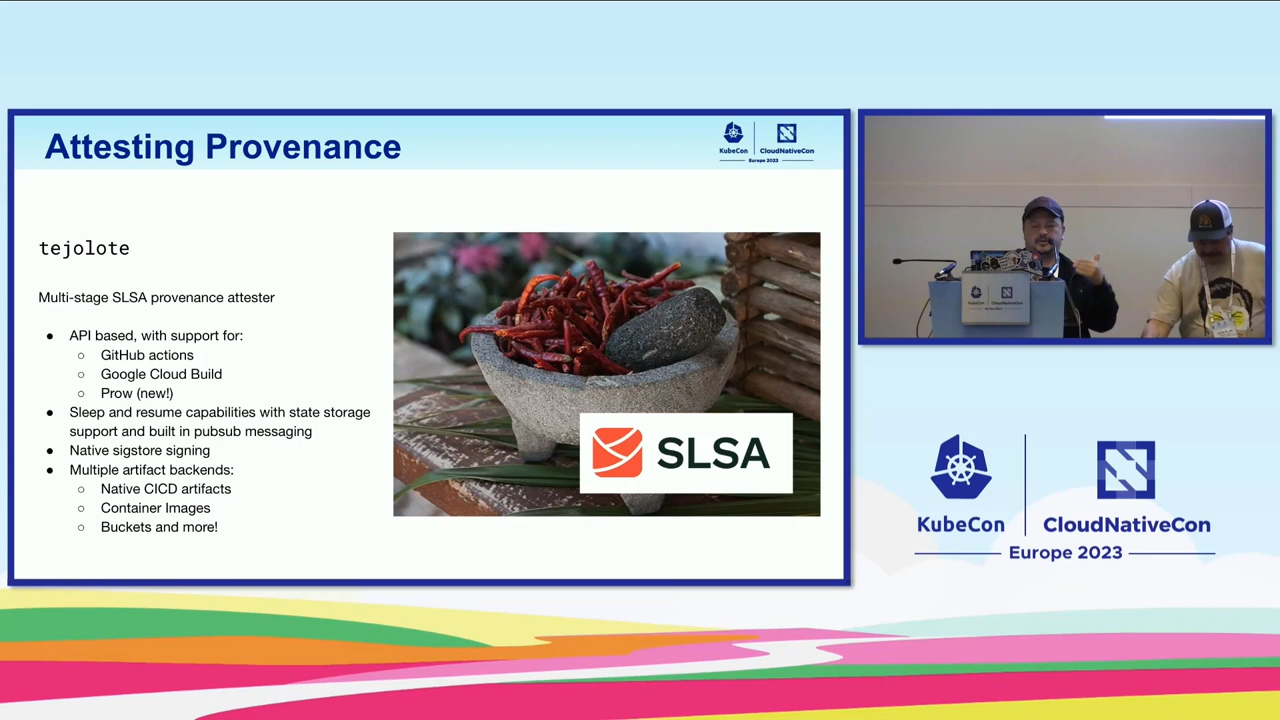 Attesting Provenance
KubeCon
CloudNativeCon
Europe 2023
tejolote
Multi-stage SLSA provenance attester
● API based, with support for:
○ GitHub actions
○ Google Cloud Build
○ Prow (new!)
● Sleep and resume capabilities with state storage
support and built in pubsub messaging
● Native sigstore signing
● Multiple artifact backends:
○ Native CICD artifacts
○ Container Images
○ Buckets and more!
SLSA
KubeCon
CloudNativeCon
Europe 2023